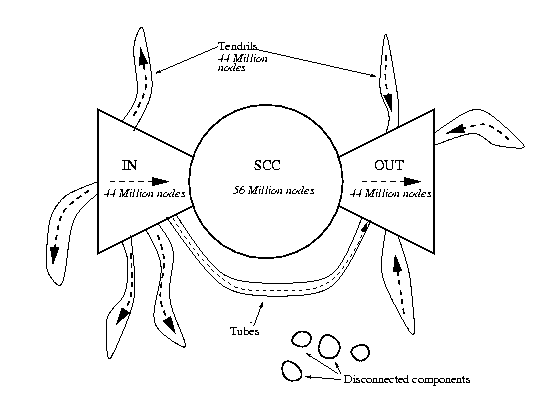 Tendrils
44 Million
nodes
IN
44 Million nodes
SCC
56 Million nodes
OUT
44 Million nodes
Tubes
Disconnected components